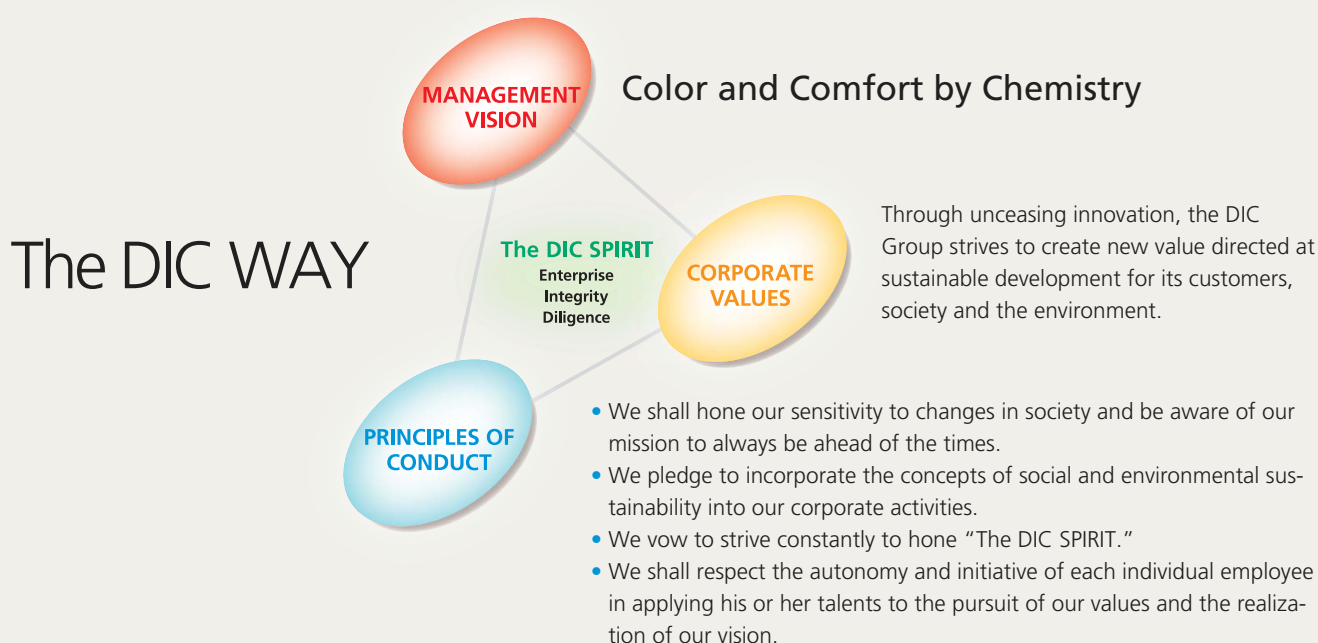 The DIC WAY
MANAGEMENT
VISION
Color and Comfort by Chemistry
The DIC SPIRIT
Enterprise
Integrity
Diligence
CORPORATE
VALUES
Through unceasing innovation, the DIC
Group strives to create new value directed at
sustainable development for its customers,
society and the environment.
PRINCIPLES OF
CONDUCT
• We shall hone our sensitivity to changes in society and be aware of our
mission to always be ahead of the times.
• We pledge to incorporate the concepts of social and environmental sus-
tainability into our corporate activities.
• We vow to strive constantly to hone “The DIC SPIRIT.”
• We shall respect the autonomy and initiative of each individual employee
in applying his or her talents to the pursuit of our values and the realiza-
tion of our vision.